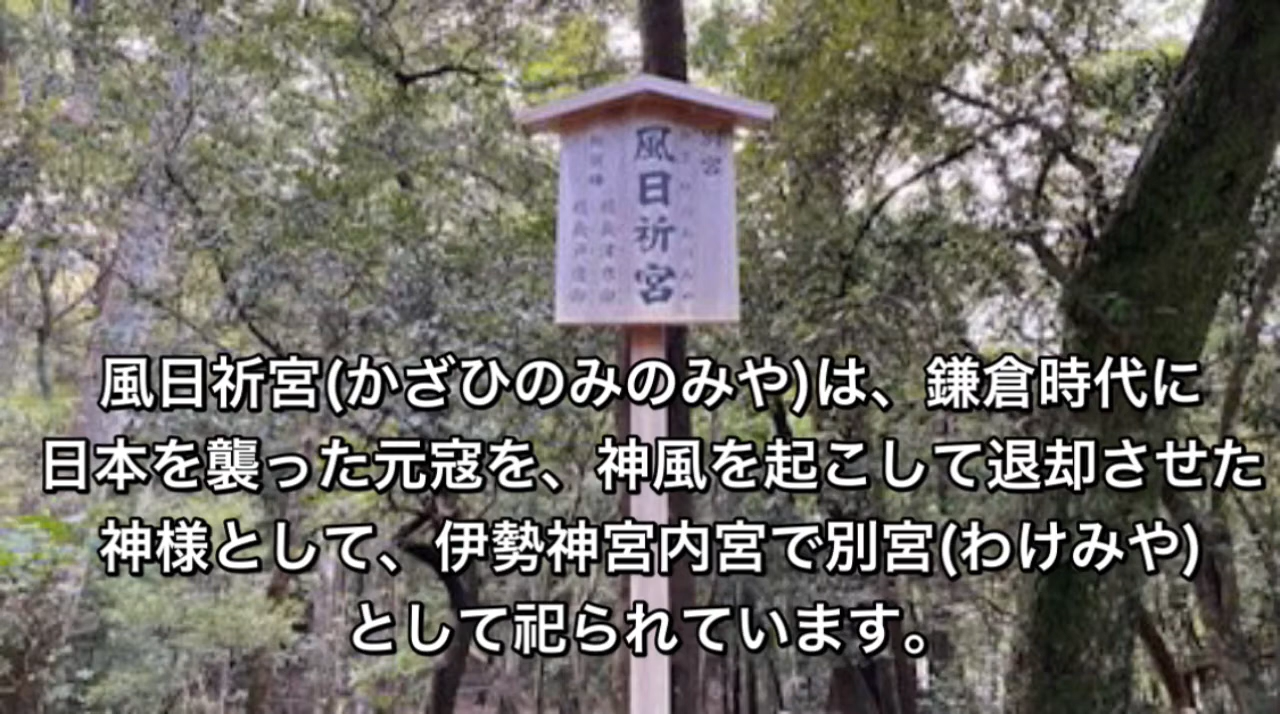 別宮
風日祈宮
風日祈宮(かざひのみのみや)は、鎌倉時代に
日本を襲った元寇を、神風を起こして退却させた
神様として、伊勢神宮内宮で別宮(わけみや)
として祀られています。